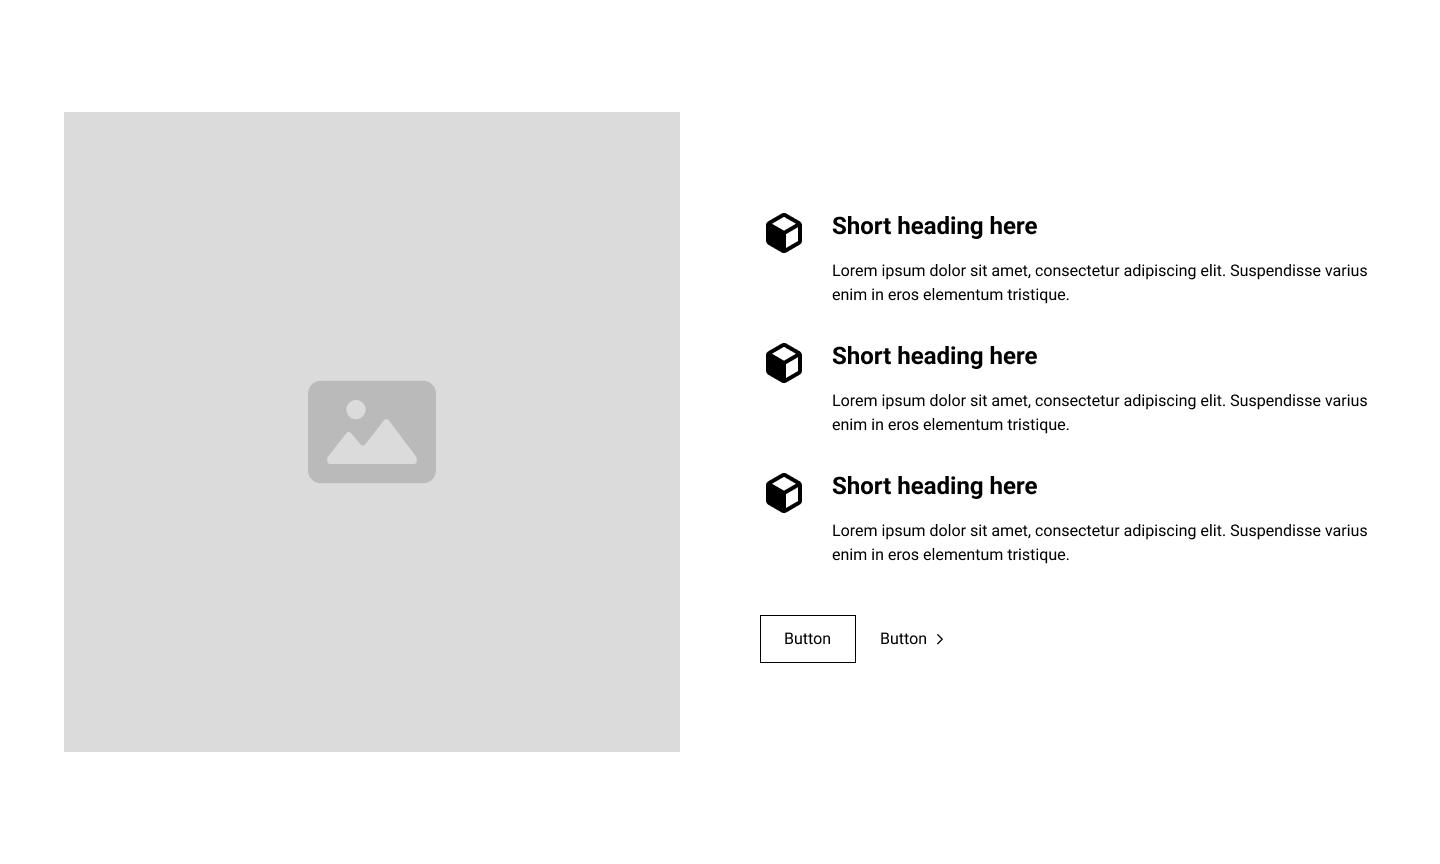 Short heading here
Lorem ipsum dolor sit amet, consectetur adipiscing elit. Suspendisse varius
enim in eros elementum tristique.
Short heading here
Lorem ipsum dolor sit amet, consectetur adipiscing elit. Suspendisse varius
enim in eros elementum tristique.
Short heading here
Lorem ipsum dolor sit amet, consectetur adipiscing elit. Suspendisse varius
enim in eros elementum tristique.
Button
Button